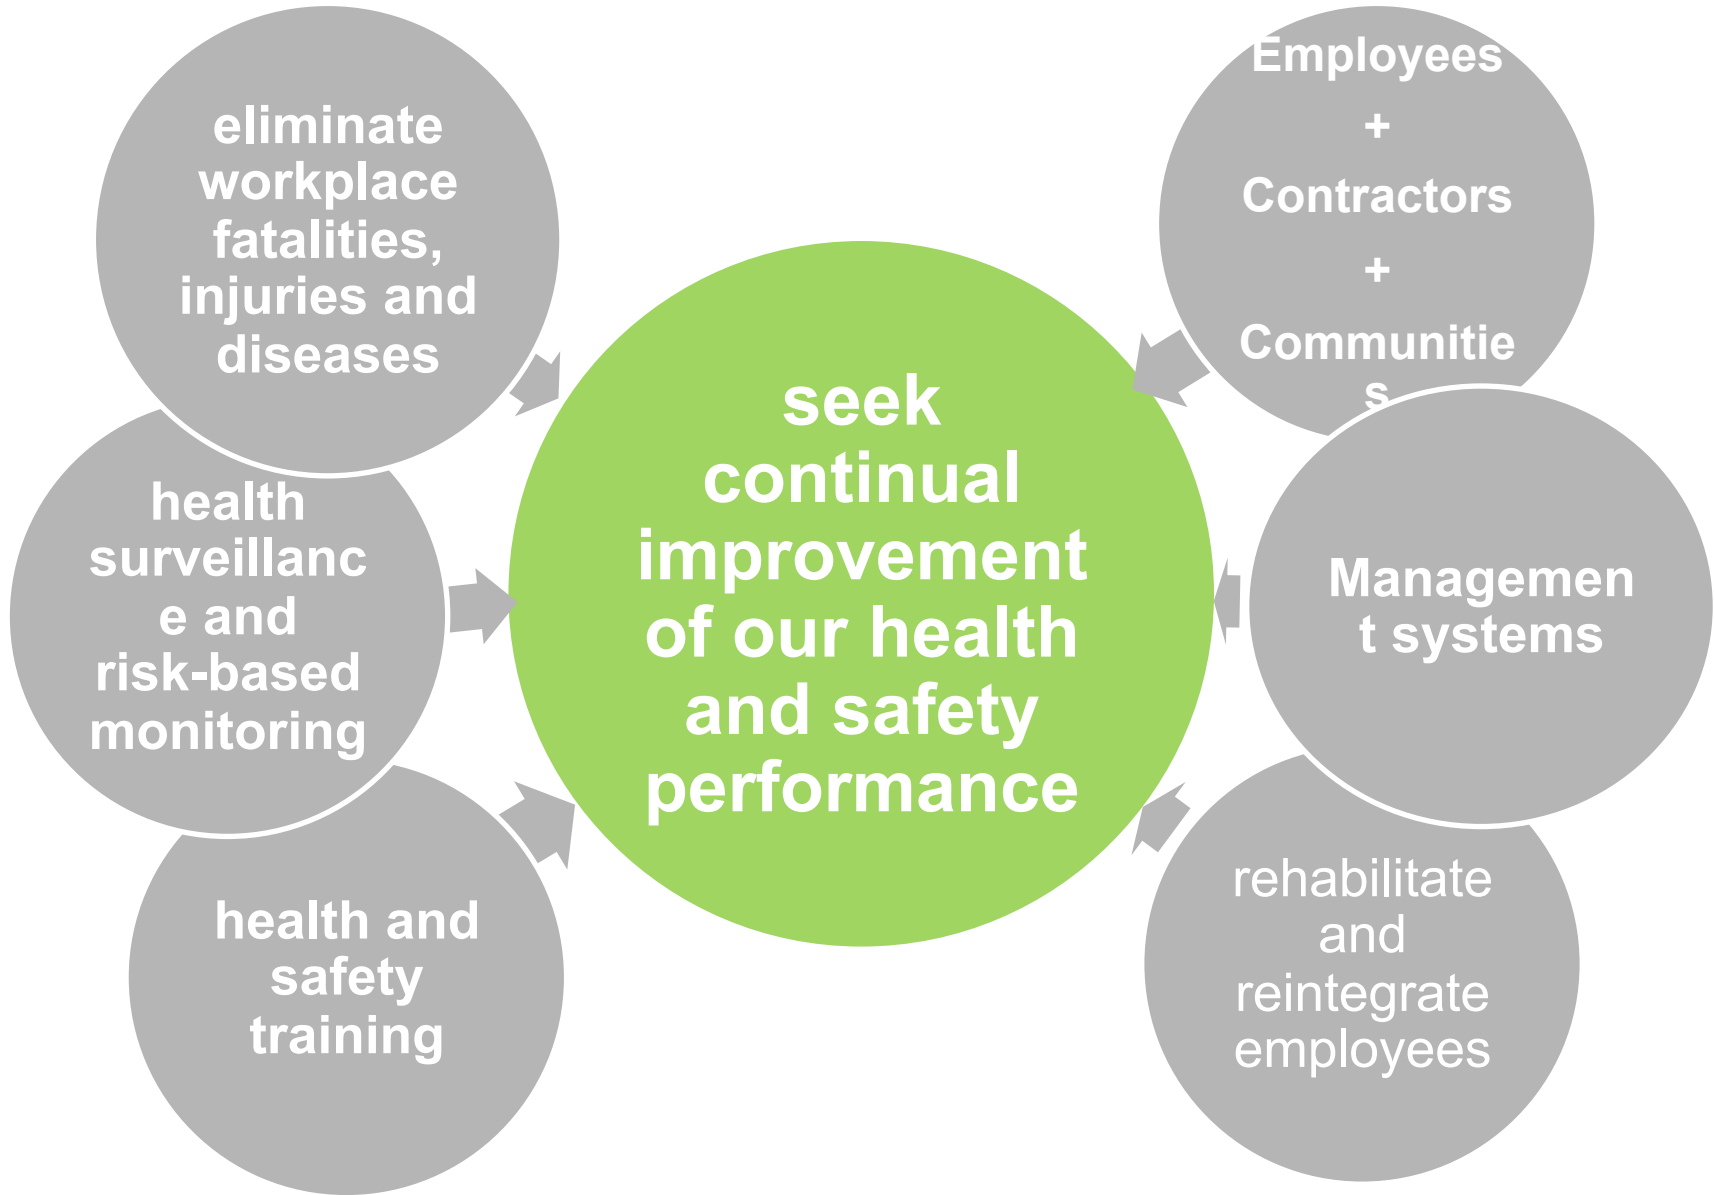 eliminate
workplace
fatalities,
injuries and
diseases
health
surveillanc
e and
risk-based
monitoring
health and
safety
training
seek
continual
improvement
of our health
and safety
performance
Employees
+
Contractors
+
Communitie
s
Managemen
t systems
rehabilitate
and
reintegrate
employees